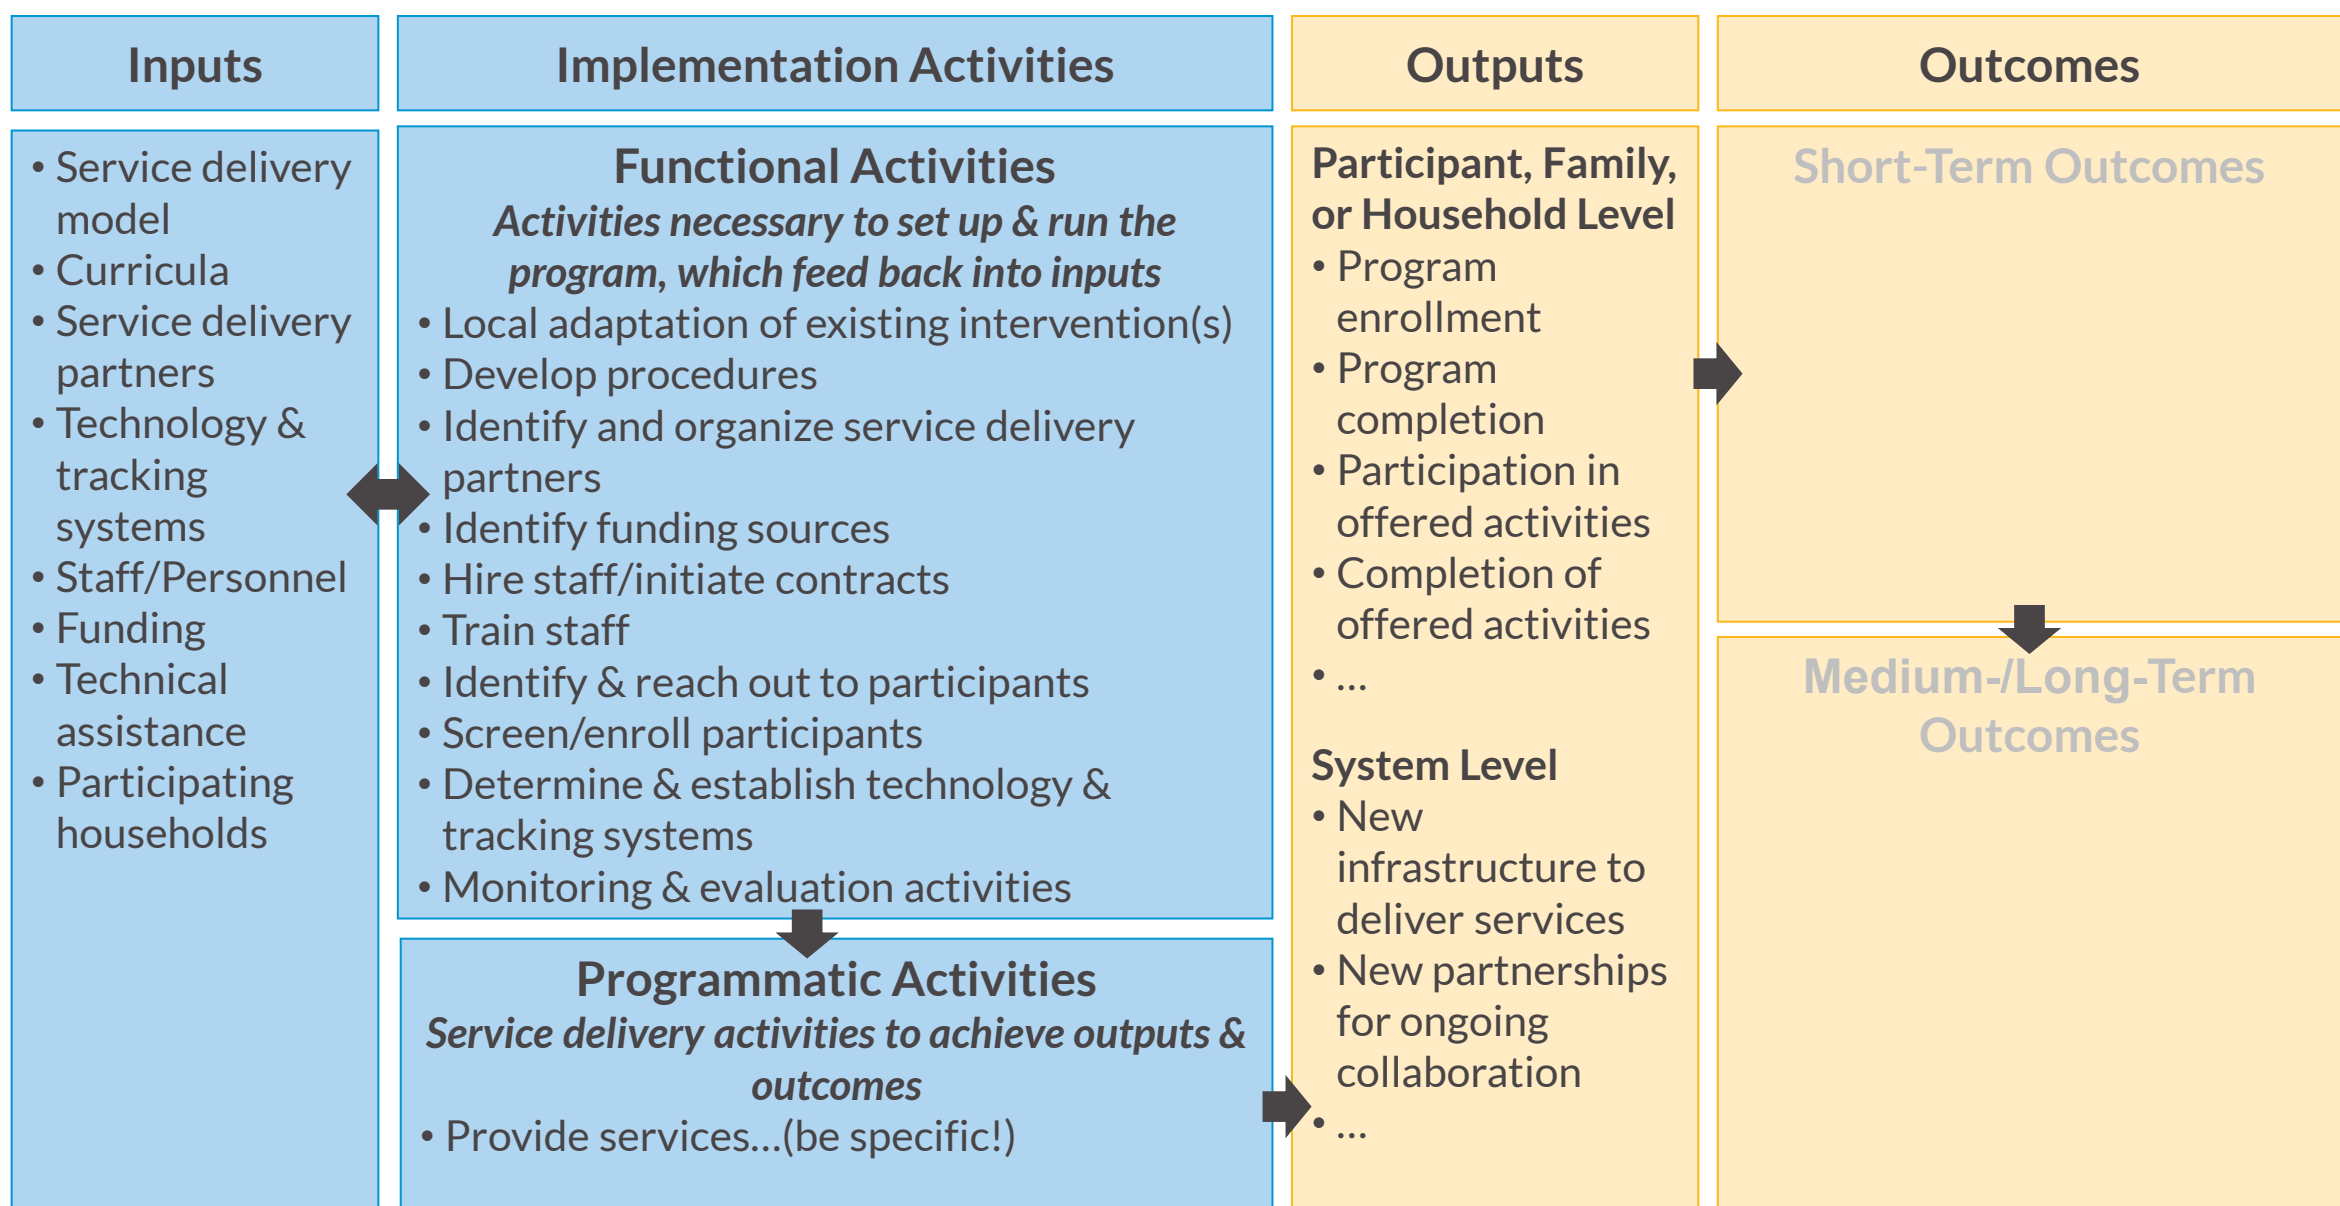 Inputs
Implementation Activities
Outputs
Outcomes
• Service delivery
model
• Curricula
• Service delivery
partners
• Technology &
tracking
systems
• Staff/Personnel
• Funding
• Technical
assistance
• Participating
households
Functional Activities
Activities necessary to set up & run the
program, which feed back into inputs
• Local adaptation of existing intervention(s)
• Develop procedures
• Identify and organize service delivery
partners
• Identify funding sources
• Hire staff/initiate contracts
• Train staff
• Identify & reach out to participants
• Screen/enroll participants
• Determine & establish technology &
tracking systems
• Monitoring & evaluation activities
Programmatic Activities
Service delivery activities to achieve outputs &
outcomes
• Provide services...(be specific!)
Participant, Family,
or Household Level
• Program
enrollment
• Program
completion
• Participation in
offered activities
• Completion of
offered activities
• ...
System Level
• New
infrastructure to
deliver services
• New partnerships
for ongoing
collaboration
• ...
Short-Term Outcomes
Medium-/Long-Term
Outcomes